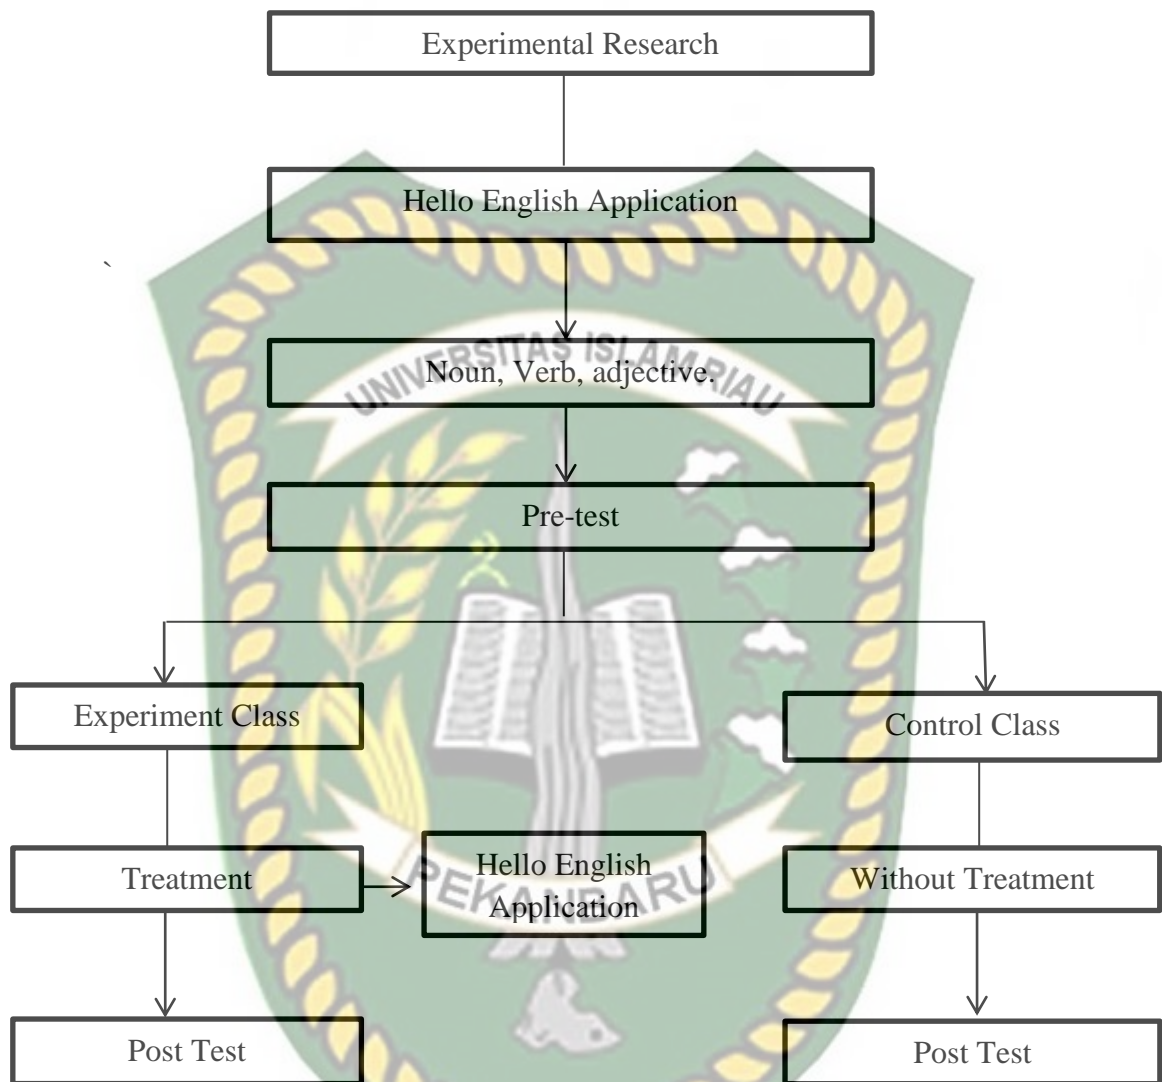 Experimental Research
Hello English Application
`
UNIVERSITAS ISLAM RIAU
Noun, Verb, adjective.
Pre-test
Experiment Class
Control Class
Treatment
Hello English
Application
Without Treatment
PEKANBARU
Post Test
Post Test